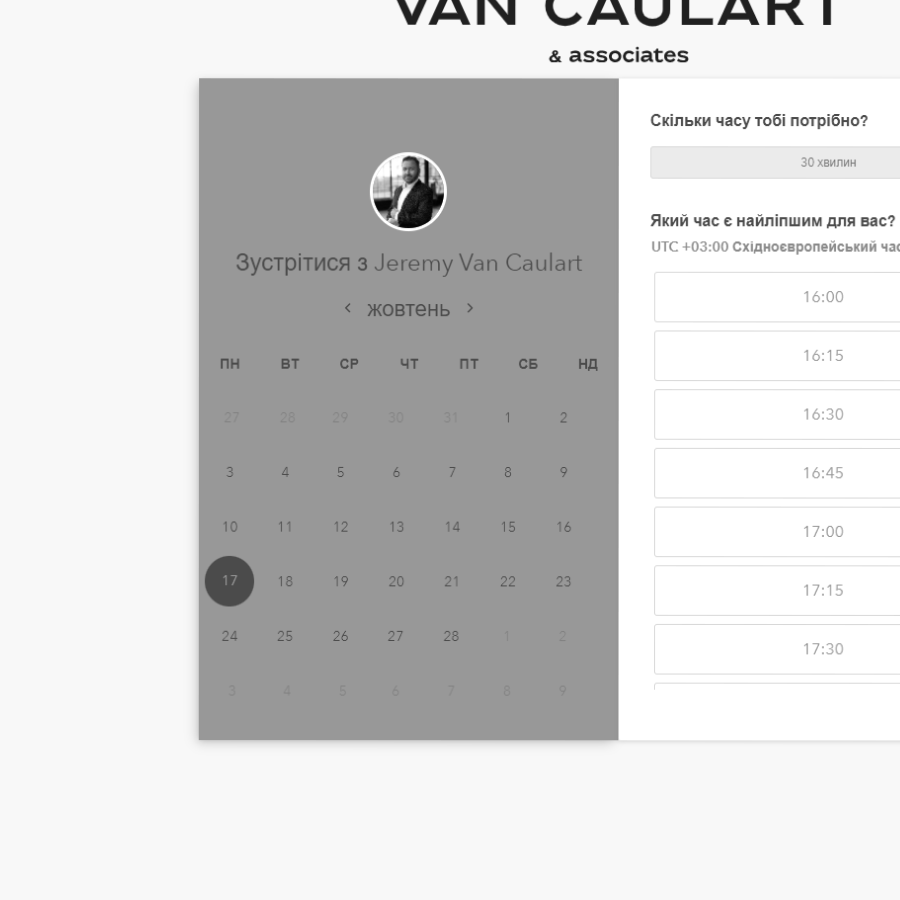 VAN CAULART
& associates
Зустрітися з Jeremy Van Caulart
‹ жовтень ›
ПН ВТ СР ЧТ ПТ СБ НД
27 28 29 30 31 1 2
3 4 5 6 7 8 9
10 11 12 13 14 15 16
17 18 19 20 21 22 23
24 25 26 27 28 1 2
3 4 5 6 7 8 9
Скільки часу тобі потрібно?
30 хвилин
Який час є найліпшим для вас?
UTC +03:00 Східноєвропейський
16:00
16:15
16:30
16:45
17:00
17:15
17:30